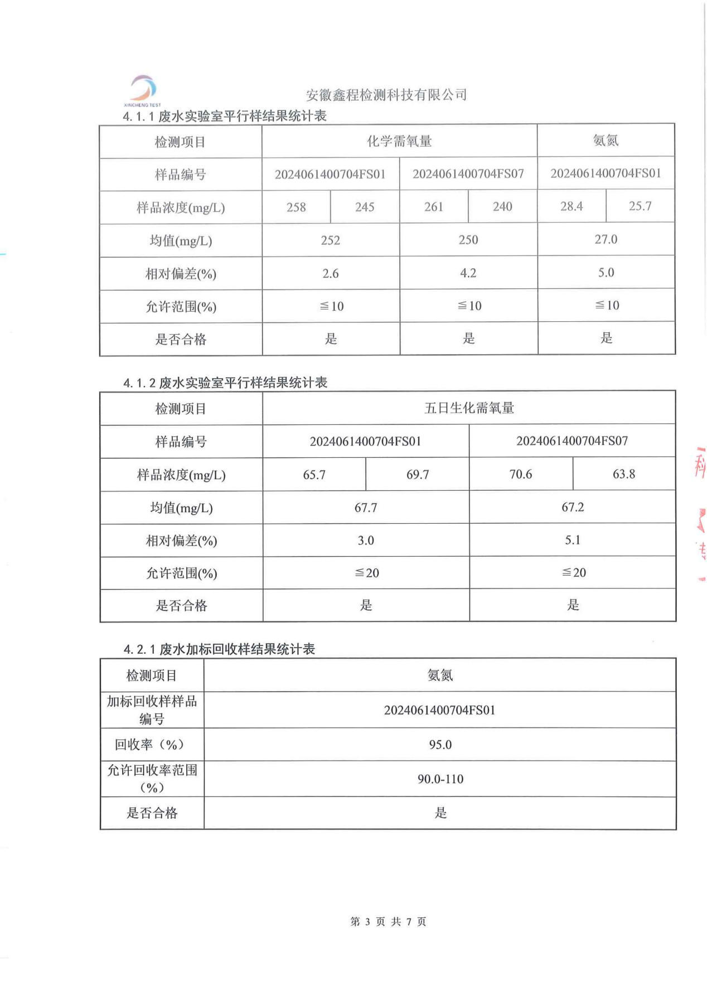 XINCHENG TEST
安徽鑫程检测科技有限公司
4.1.1 废水实验室平行样结果统计表
检测项目 化学需氧量 氨氮
样品编号 2024061400704FS01 2024061400704FS07 2024061400704FS01
样品浓度(mg/L) 258 245 261 240 28.4 25.7
均值(mg/L) 252 250 27.0
相对偏差(%) 2.6 4.2 5.0
允许范围(%) ≦10 ≦10 ≦10
是否合格 是 是 是
4.1.2 废水实验室平行样结果统计表
检测项目 五日生化需氧量
样品编号 2024061400704FS01 2024061400704FS07
样品浓度(mg/L) 65.7 69.7 70.6 63.8
均值(mg/L) 67.7 67.2
相对偏差(%) 3.0 5.1
允许范围(%) ≦20 ≦20
是否合格 是 是
科
4.2.1 废水加标回收样结果统计表
检测项目 氨氮
加标回收样样品
编号 2024061400704FS01
回收率（%） 95.0
允许回收率范围
（%） 90.0-110
是否合格 是
第 3 页 共 7 页